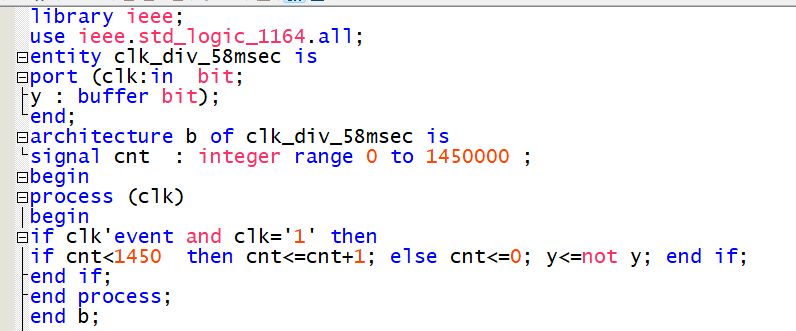 library ieee;
use ieee.std_logic_1164.all;
entity clk_div_58msec is
port (clk:in  bit;
y : buffer bit);
end;
architecture b of clk_div_58msec is
signal cnt  : integer range 0 to 1450000 ;
begin
process (clk)
begin
if clk'event and clk='1' then
if cnt<1450  then cnt<=cnt+1; else cnt<=0; y<=not y; end if;
end if;
end process;
end b;